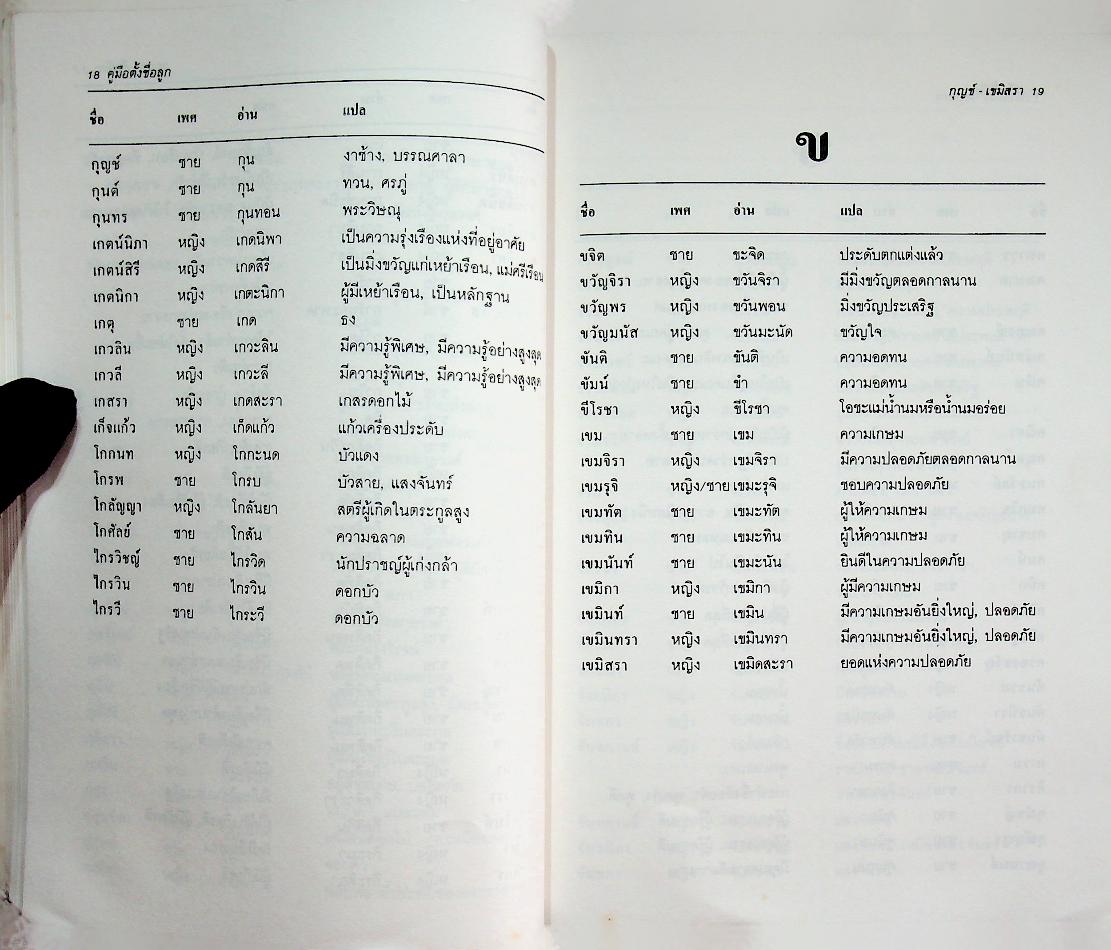 18 คู่มือตั้งชื่อลูก
ชื่อ เพศ อ่าน แปล
กุญช์ ชาย กุน งาช้าง, บรรณศาลา
กุนต์ ชาย กุน ทวน, ศรภู่
กุนทร ชาย กุนทอน พระวิษณุ
เกตน์นิภา หญิง เกดนิพา เป็นความรุ่งเรืองแห่งที่อยู่อาศัย
เกตน์สิรี หญิง เกดสิรี เป็นมิ่งขวัญแก่เหย้าเรือน, แม่ศรีเรือน
เกตนิกา หญิง เกตะนิกา ผู้มีเหย้าเรือน, เป็นหลักฐาน
เกตุ ชาย เกด ธง
เกวลิน หญิง เกวะลิน มีความรู้พิเศษ, มีความรู้อย่างสูงสุด
เกวลี หญิง เกวะลี มีความรู้พิเศษ, มีความรู้อย่างสูงสุด
เกสรา หญิง เกดสะรา เกสรดอกไม้
เก็จแก้ว หญิง เก็ดแก้ว แก้วเครื่องประดับ
โกกนท หญิง โกกะนด บัวแดง
โกรพ ชาย โกรบ บัวสาย, แสงจันทร์
โกลัญญา หญิง โกลันยา สตรีผู้เกิดในตระกูลสูง
โกศัลย์ ชาย โกสัน ความฉลาด
ไกรวิชญ์ ชาย ไกรวิด นักปราชญ์ผู้เก่งกล้า
ไกรวิน ชาย ไกรวิน ดอกบัว
ไกรวี ชาย ไกระวี ดอกบัว
กุญช์ - เขมิสรา 19
ข
ชื่อ เพศ อ่าน แปล
ขจิต ชาย ขะจิด ประดับตกแต่งแล้ว
ขวัญจิรา หญิง ขวันจิรา มีมิ่งขวัญตลอดกาลนาน
ขวัญพร หญิง ขวันพอน มิ่งขวัญประเสริฐ
ขวัญมนัส หญิง ขวันมะนัด ขวัญใจ
ขันติ ชาย ขันติ ความอดทน
ขัมน์ ชาย ขำ ความอดทน
ขีโรชา หญิง ขีโรชา โอชะแม่น้ำนมหรือน้ำนมอร่อย
เขม ชาย เขม ความเกษม
เขมจิรา หญิง เขมจิรา มีความปลอดภัยตลอดกาลนาน
เขมรุจิ หญิง/ชาย เขมะรุจิ ชอบความปลอดภัย
เขมทัต ชาย เขมะทัต ผู้ให้ความเกษม
เขมทิน ชาย เขมะทิน ผู้ให้ความเกษม
เขมนันท์ ชาย เขมะนัน ยินดีในความปลอดภัย
เขมิกา หญิง เขมิกา ผู้มีความเกษม
เขมินท์ ชาย เขมิน มีความเกษมอันยิ่งใหญ่, ปลอดภัย
เขมินทรา หญิง เขมินทรา มีความเกษมอันยิ่งใหญ่, ปลอดภัย
เขมิสรา หญิง เขมิดสะรา ยอดแห่งความปลอดภัย